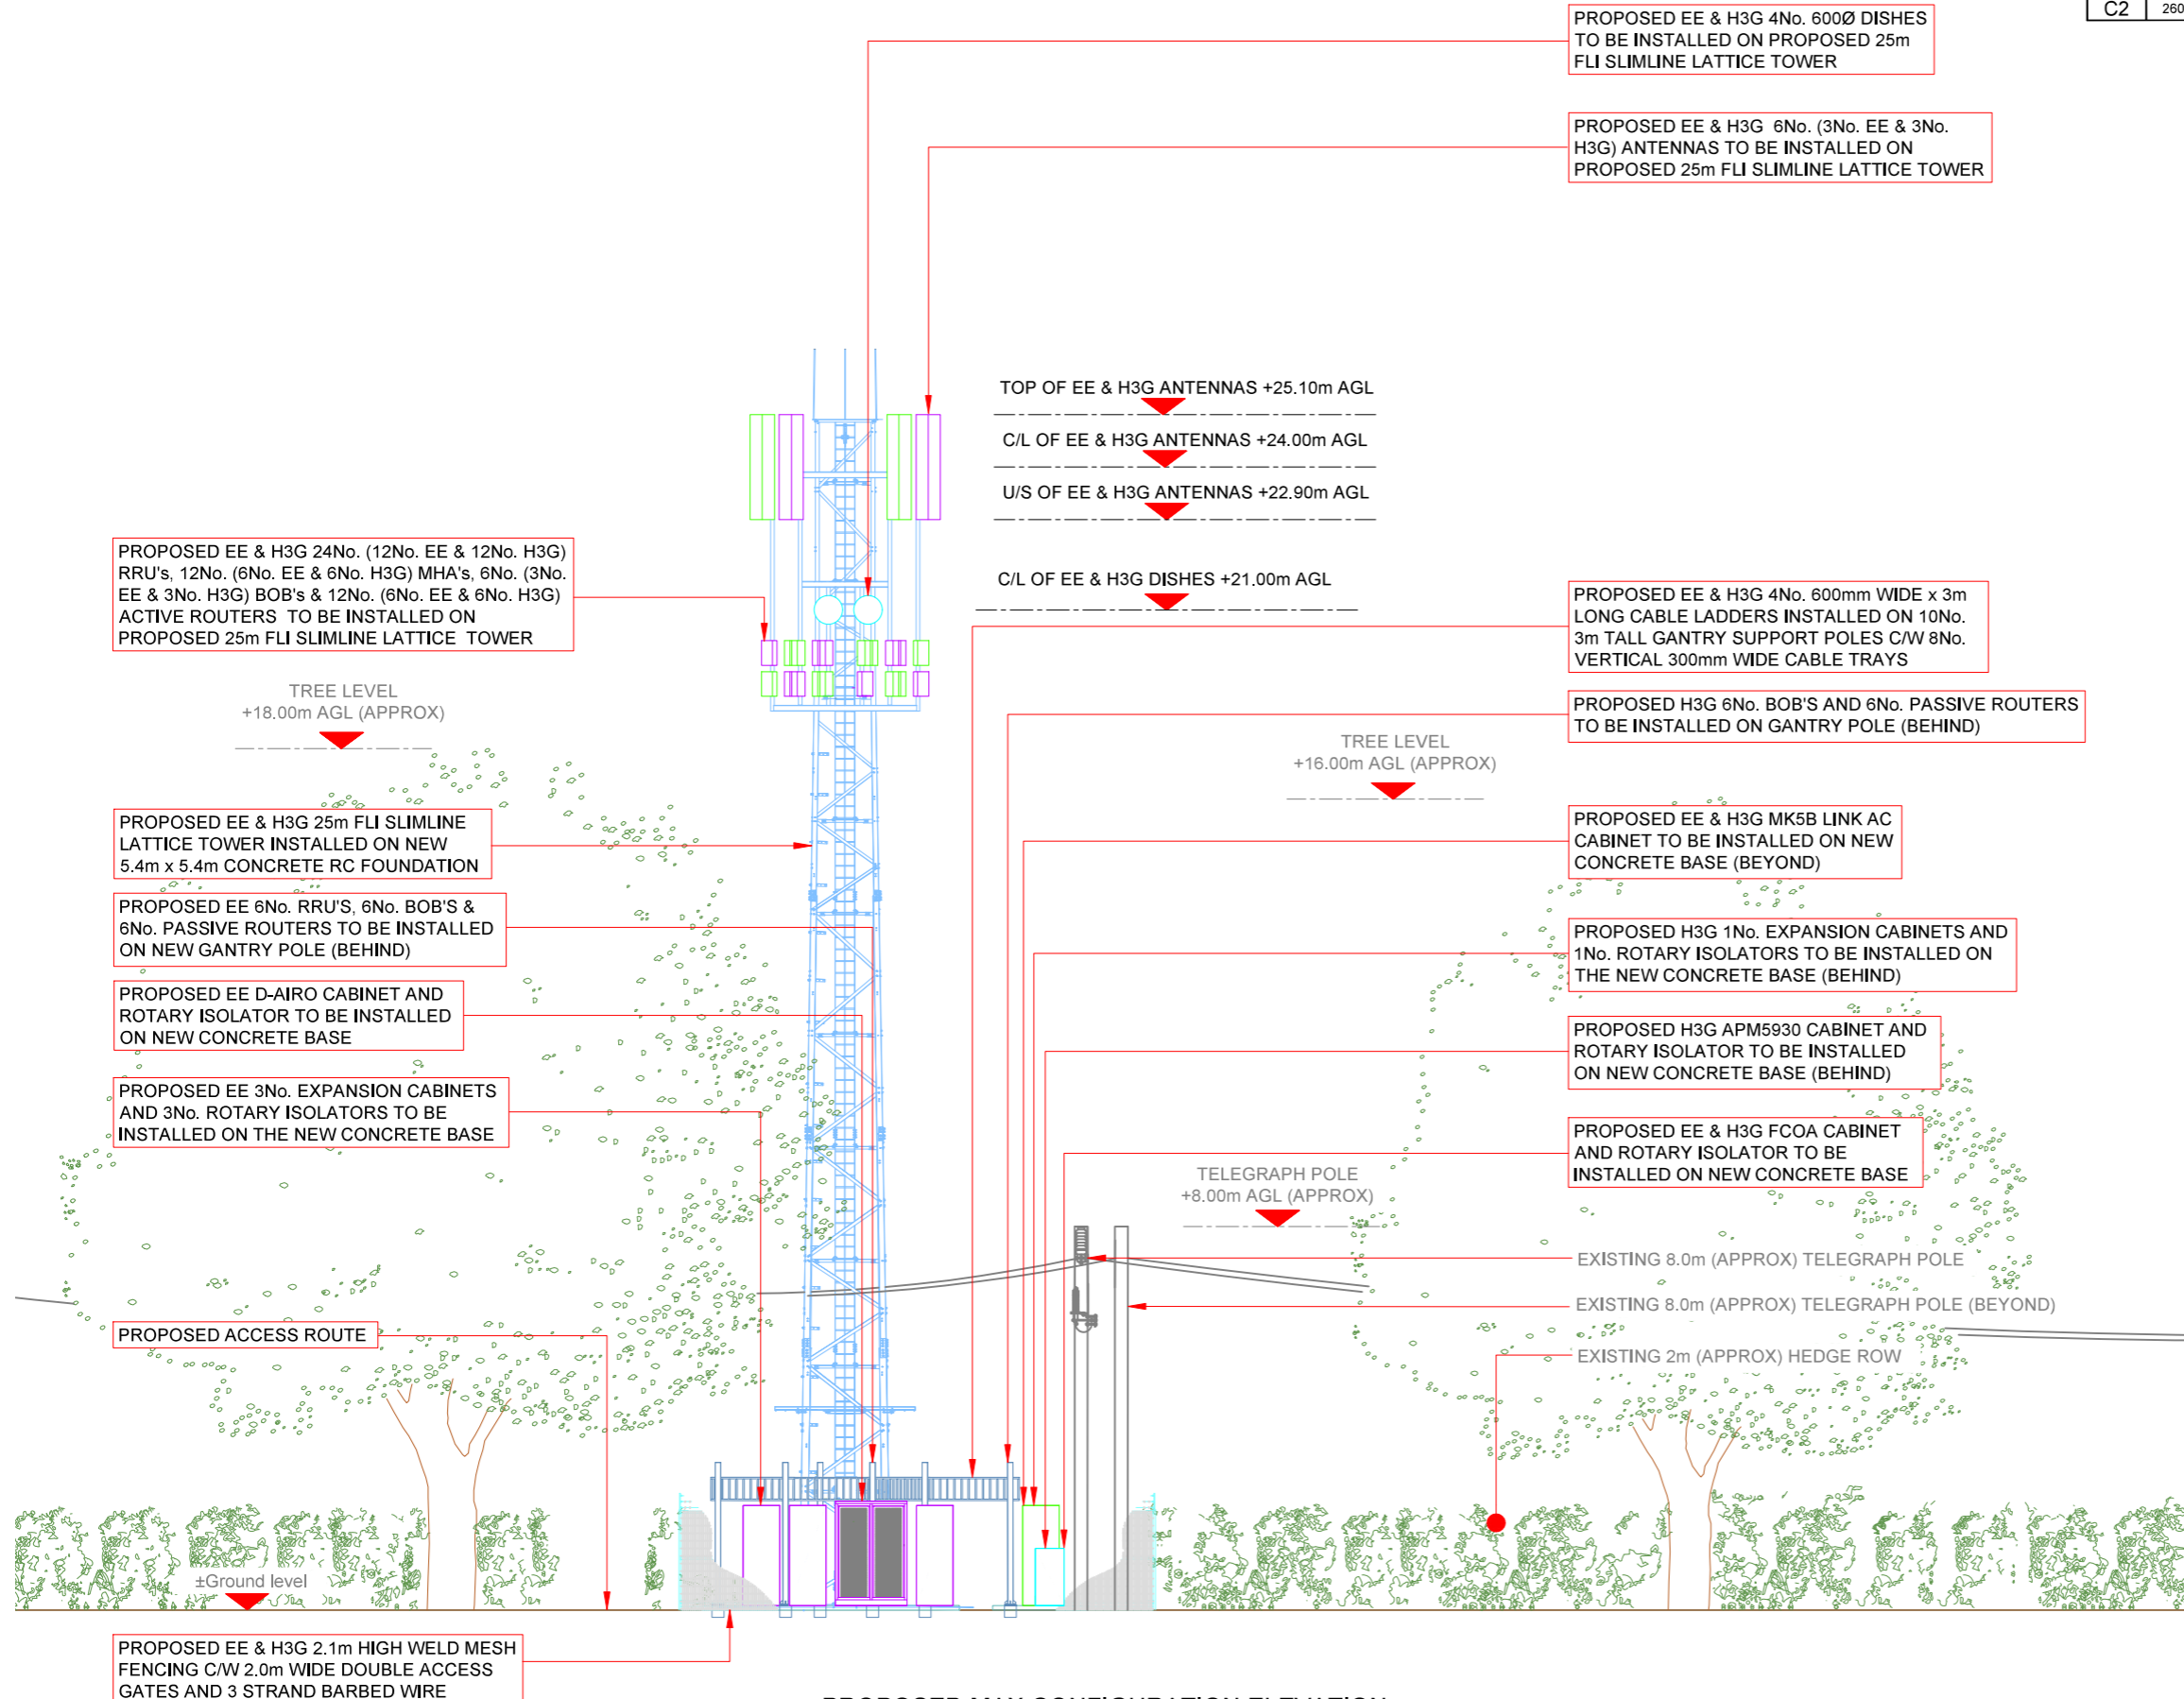 C2 260
PROPOSED EE & H3G 4No. 600Ø DISHES
TO BE INSTALLED ON PROPOSED 25m
FLI SLIMLINE LATTICE TOWER
PROPOSED EE & H3G 6No. (3No. EE & 3No.
H3G) ANTENNAS TO BE INSTALLED ON
PROPOSED 25m FLI SLIMLINE LATTICE TOWER
TOP OF EE & H3G ANTENNAS +25.10m AGL
C/L OF EE & H3G ANTENNAS +24.00m AGL
U/S OF EE & H3G ANTENNAS +22.90m AGL
C/L OF EE & H3G DISHES +21.00m AGL
PROPOSED EE & H3G 24No. (12No. EE & 12No. H3G)
RRU's, 12No. (6No. EE & 6No. H3G) MHA's, 6No. (3No.
EE & 3No. H3G) BOB's & 12No. (6No. EE & 6No. H3G)
ACTIVE ROUTERS TO BE INSTALLED ON
PROPOSED 25m FLI SLIMLINE LATTICE TOWER
PROPOSED EE & H3G 4No. 600mm WIDE x 3m
LONG CABLE LADDERS INSTALLED ON 10No.
3m TALL GANTRY SUPPORT POLES C/W 8No.
VERTICAL 300mm WIDE CABLE TRAYS
TREE LEVEL
+18.00m AGL (APPROX)
PROPOSED H3G 6No. BOB'S AND 6No. PASSIVE ROUTERS
TO BE INSTALLED ON GANTRY POLE (BEHIND)
TREE LEVEL
+16.00m AGL (APPROX)
PROPOSED EE & H3G 25m FLI SLIMLINE
LATTICE TOWER INSTALLED ON NEW
5.4m x 5.4m CONCRETE RC FOUNDATION
PROPOSED EE & H3G MK5B LINK AC
CABINET TO BE INSTALLED ON NEW
CONCRETE BASE (BEYOND)
PROPOSED EE 6No. RRU'S, 6No. BOB'S &
6No. PASSIVE ROUTERS TO BE INSTALLED
ON NEW GANTRY POLE (BEHIND)
PROPOSED H3G 1No. EXPANSION CABINETS AND
1No. ROTARY ISOLATORS TO BE INSTALLED ON
THE NEW CONCRETE BASE (BEHIND)
PROPOSED EE D-AIRO CABINET AND
ROTARY ISOLATOR TO BE INSTALLED
ON NEW CONCRETE BASE
PROPOSED H3G APM5930 CABINET AND
ROTARY ISOLATOR TO BE INSTALLED
ON NEW CONCRETE BASE (BEHIND)
PROPOSED EE 3No. EXPANSION CABINETS
AND 3No. ROTARY ISOLATORS TO BE
INSTALLED ON THE NEW CONCRETE BASE
PROPOSED EE & H3G FCOA CABINET
AND ROTARY ISOLATOR TO BE
INSTALLED ON NEW CONCRETE BASE
TELEGRAPH POLE
+8.00m AGL (APPROX)
EXISTING 8.0m (APPROX) TELEGRAPH POLE
EXISTING 8.0m (APPROX) TELEGRAPH POLE (BEYOND)
PROPOSED ACCESS ROUTE
EXISTING 2m (APPROX) HEDGE ROW
±Ground level
PROPOSED EE & H3G 2.1m HIGH WELD MESH
FENCING C/W 2.0m WIDE DOUBLE ACCESS
GATES AND 3 STRAND BARBED WIRE
PROPOSED MAX CONFIGURATION ELEVATION